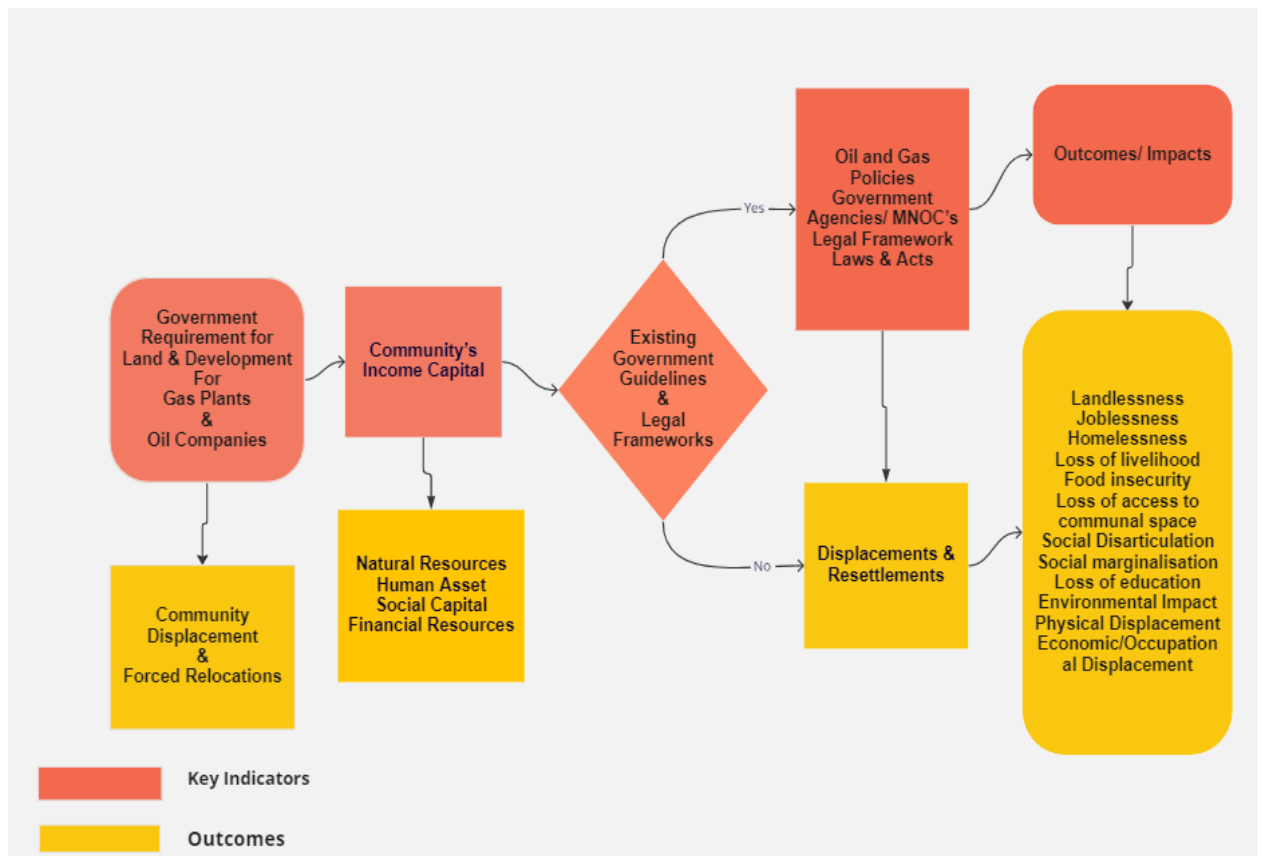 Government
Requirement for
Land & Development
For
Gas Plants
&
Oil Companies
Community
Displacement
&
Forced Relocations
Community's
Income Capital
Natural Resources
Human Asset
Social Capital
Financial Resources
Existing
Government
Guidelines
&
Legal
Frameworks
Yes
No
Oil and Gas
Policies
Government
Agencies/ MNOC's
Legal Framework
Laws & Acts
Displacements &
Resettlements
Outcomes/ Impacts
Landlessness
Joblessness
Homelessness
Loss of livelihood
Food insecurity
Loss of access to
communal space
Social Disarticulation
Social marginalisation
Loss of education
Environmental Impact
Physical Displacement
Economic/Occupation
al Displacement
Key Indicators
Outcomes